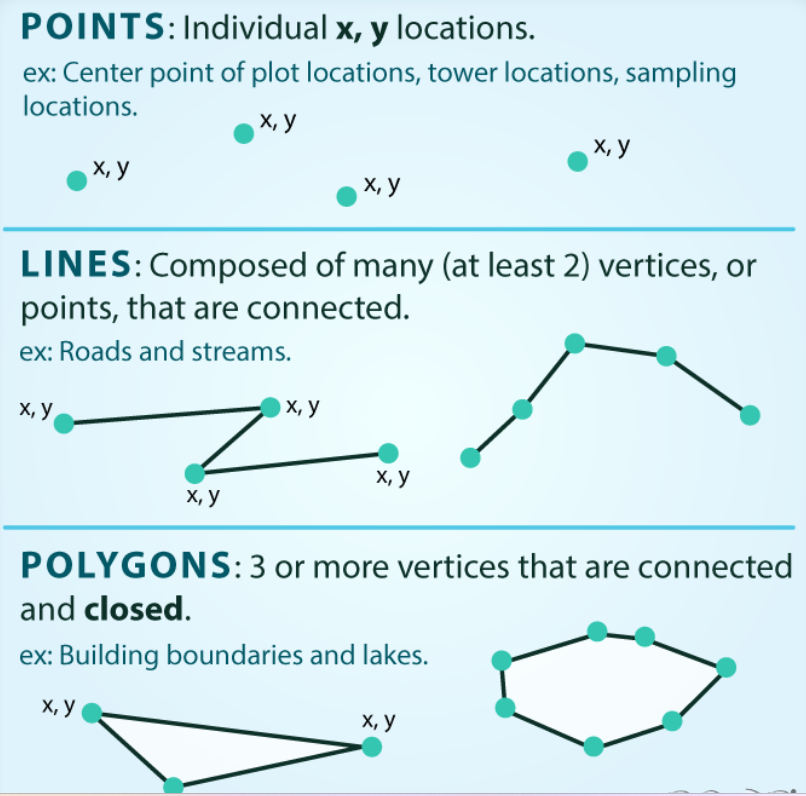 POINTS: Individual x, y locations.
ex: Center point of plot locations, tower locations, sampling
locations.
x, y
x, y
x, y
x, y
LINES: Composed of many (at least 2) vertices, or
points, that are connected.
ex: Roads and streams.
x, y
x, y
x, y
x, y
POLYGONS: 3 or more vertices that are connected
and closed.
ex: Building boundaries and lakes.
x, y
x, y